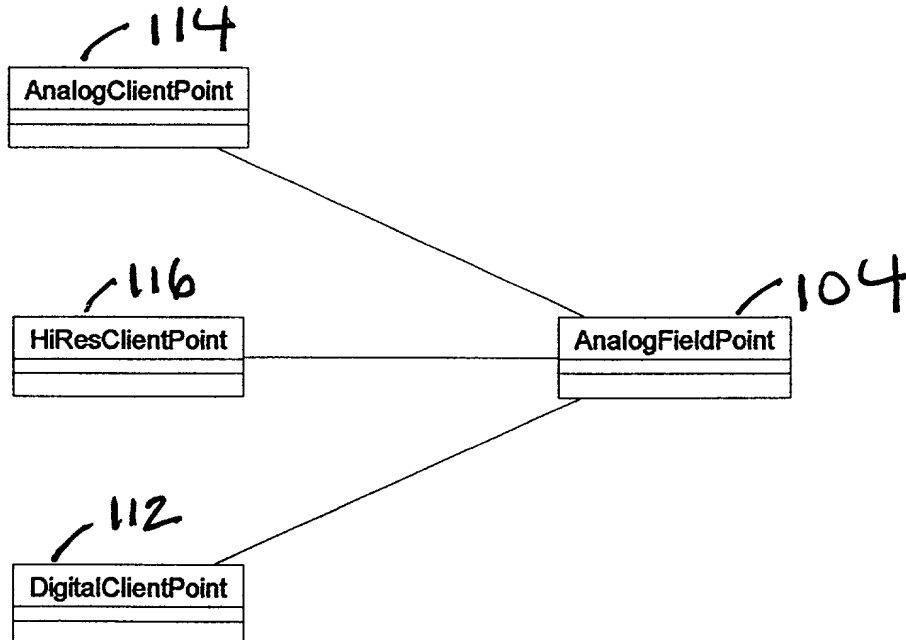 114
AnalogClientPoint
116
HiResClientPoint
104
AnalogFieldPoint
112
DigitalClientPoint